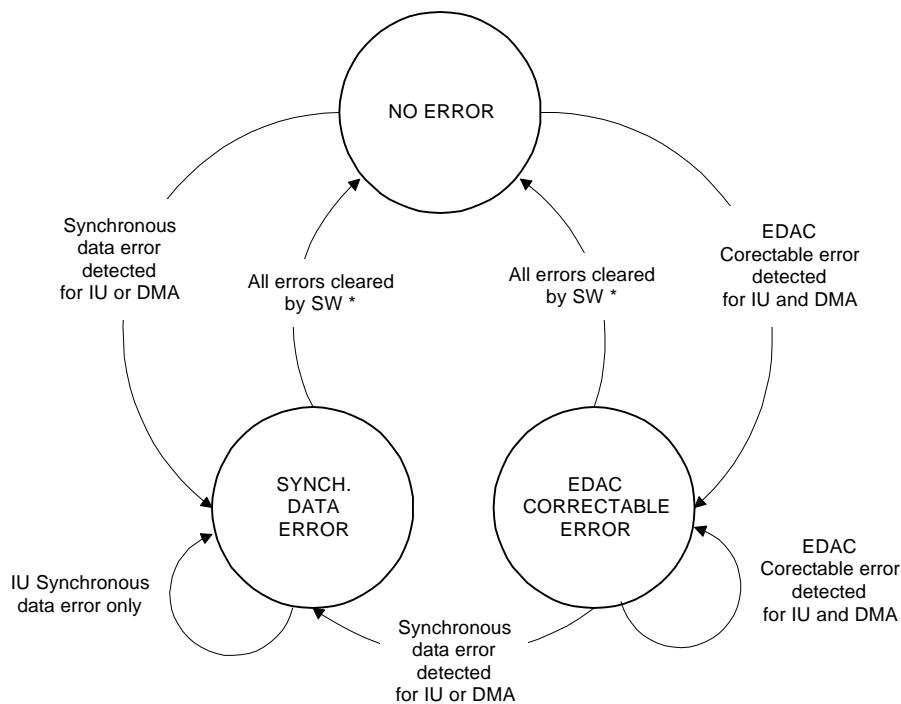 NO ERROR
Synchronous
data error
detected
for IU or DMA
All errors cleared
by SW *
All errors cleared
by SW *
EDAC
Corectable error
detected
for IU and DMA
SYNCH.
DATA
ERROR
EDAC
CORRECTABLE
ERROR
IU Synchronous
data error only
Synchronous
data error
detected
for IU or DMA
EDAC
Corectable error
detected
for IU and DMA